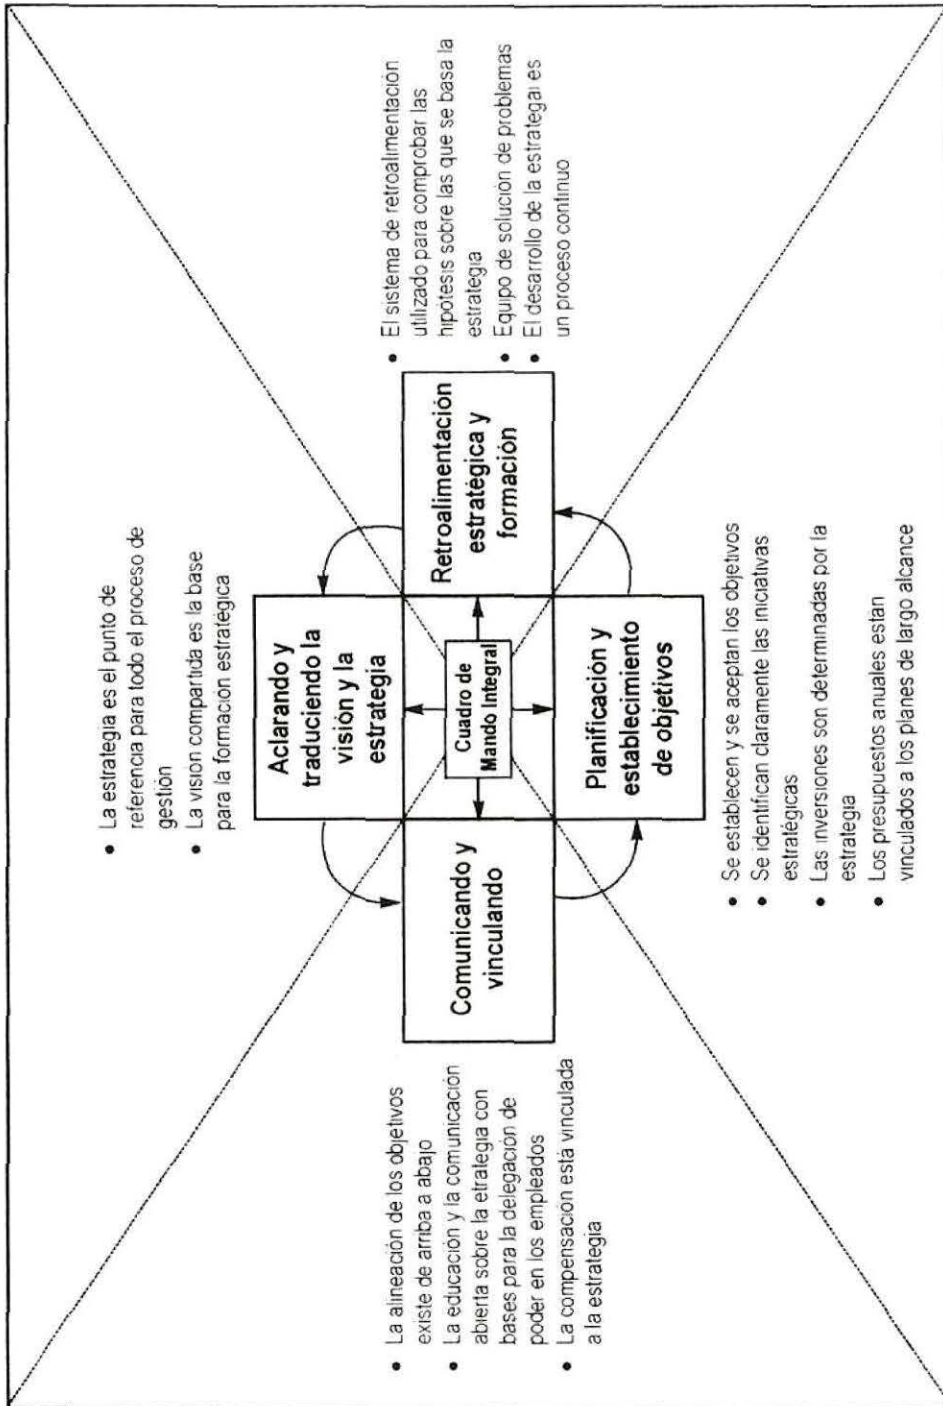 • La estrategia es el punto de
referencia para todo el proceso de
gestión
• La vision compartida es la base
para la formación estratégica
Aclarando y
traduciendo la
visión y la
estrategia
• La alineación de los objetivos
existe de arriba a abajo
• La educación y la comunicación
abierta sobre la etrategia con
bases para la delegación de
poder en los empleados
• La compensación está vinculada
a la estrategia
Comunicando y
vinculando
Cuadro de
Mando Integral
Retroalimentación
estratégica y
formación
• El sistema de retroalimentación
utilizado para comprobar las
hipótesis sobre las que se basa la
estrategia
• Equipo de solución de problemas
• El desarrollo de la estrategai es
un proceso continuo
Planificación y
establecimiento
de objetivos
• Se establecen y se aceptan los objetivos
• Se identifican claramente las iniciativas
estratégicas
• Las inversiones son determinadas por la
estrategia
• Los presupuestos anuales están
vinculados a los planes de largo alcance